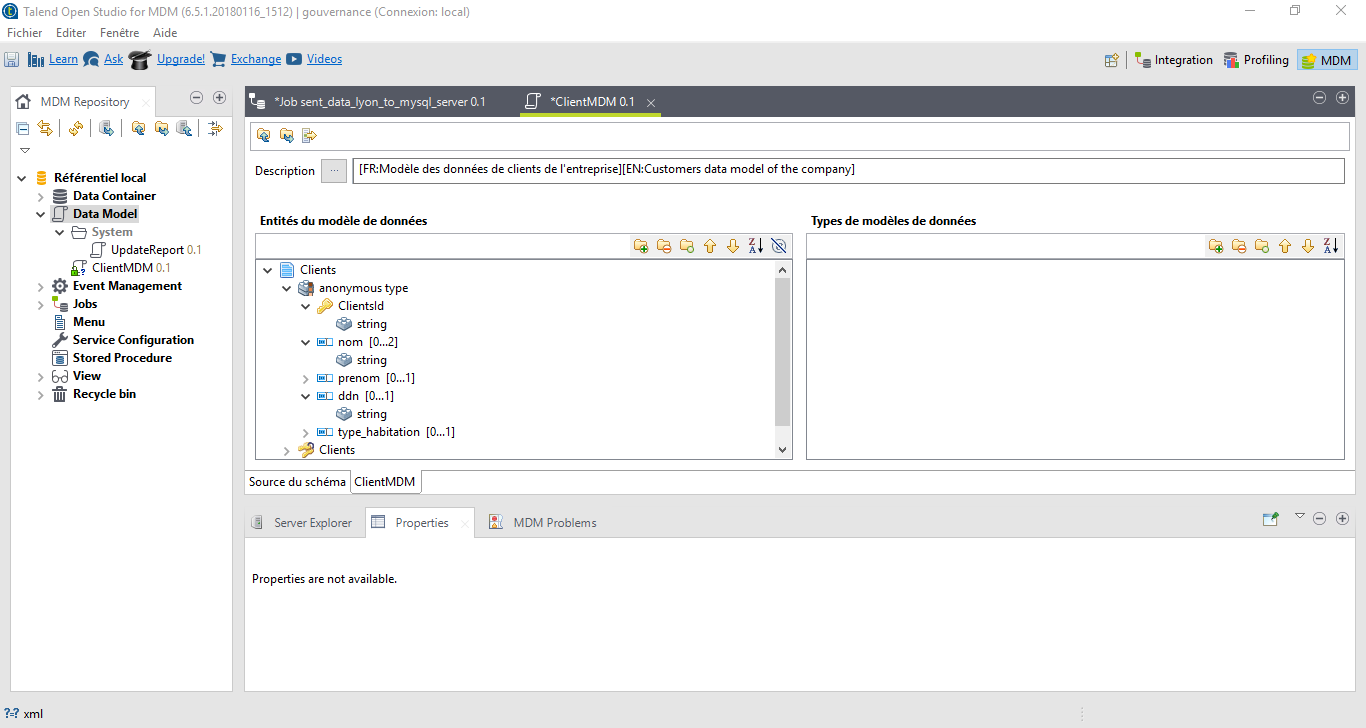 Talend Open Studio for MDM (6.5.1.20180116_1512) | gouvernance (Connexion: local)
Fichier Editer Fenêtre Aide
Learn Ask Upgrade! Exchange Videos Integration Profiling MDM
MDM Repository
Référentiel local
Data Container
Data Model
System
UpdateReport 0.1
ClientMDM 0.1
Event Management
Jobs
Menu
Service Configuration
Stored Procedure
View
Recycle bin
*Job sent_data_lyon_to_mysql_server 0.1 *ClientMDM 0.1
Description ... [FR:Modèle des données de clients de l'entreprise][EN:Customers data model of the company]
Entités du modèle de données
Clients
anonymous type
ClientsId
string
nom [0...2]
string
prenom [0...1]
ddn [0...1]
string
type_habitation [0...1]
Clients
Types de modèles de données
Source du schéma ClientMDM
Server Explorer Properties MDM Problems
Properties are not available.
?=? xml